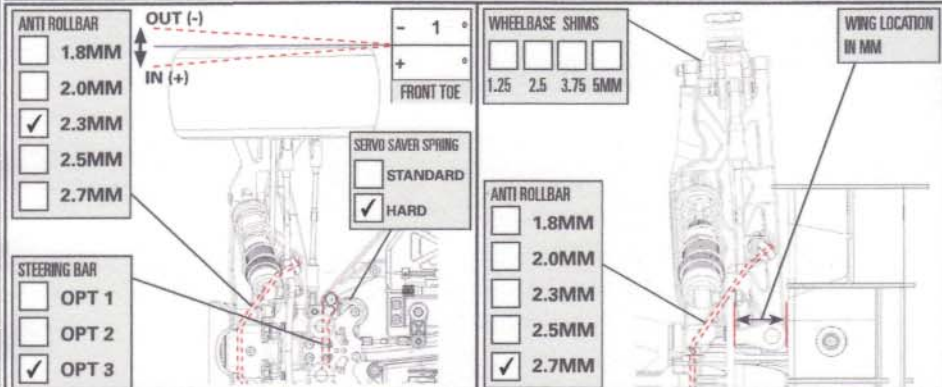 ANTI ROLLBAR
1.8MM
2.0MM
✓ 2.3MM
2.5MM
2.7MM
OUT (-)
IN (+)
- 1 °
+ °
FRONT TOE
SERVO SAVER SPRING
STANDARD
✓ HARD
STEERING BAR
OPT 1
OPT 2
✓ OPT 3
WHEELBASE SHIMS
1.25 2.5 3.75 5MM
WING LOCATION
IN MM
ANTI ROLLBAR
1.8MM
2.0MM
2.3MM
2.5MM
✓ 2.7MM